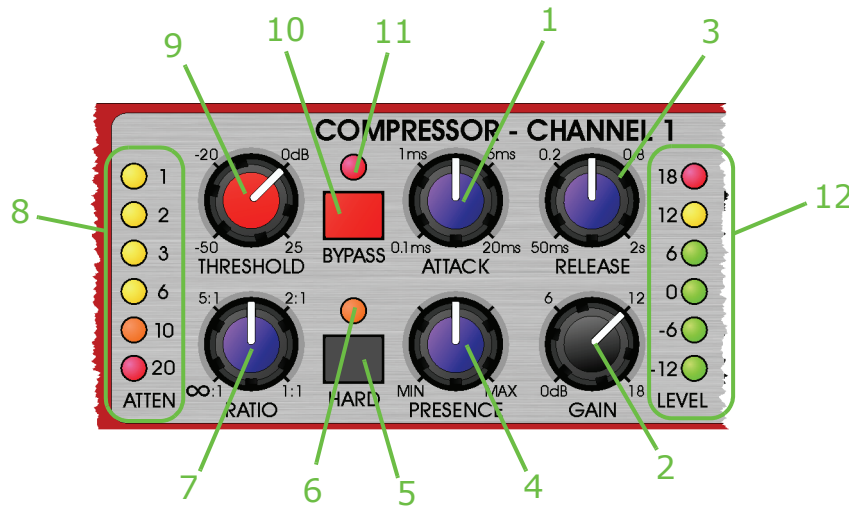 10
11
1
3
9
COMPRESSOR - CHANNEL 1
-20
0dB
1ms
5ms
0.2
0.8
1
18
2
12
8
12
3
-50
25
BYPASS
0.1ms
20ms
50ms
2s
6
THRESHOLD
ATTACK
RELEASE
6
0
5:1
2:1
6
12
10
-6
20
-12
∞:1
1:1
HARD
MIN
MAX
0dB
18
ATTEN
RATIO
PRESENCE
GAIN
LEVEL
7
6
5
4
2